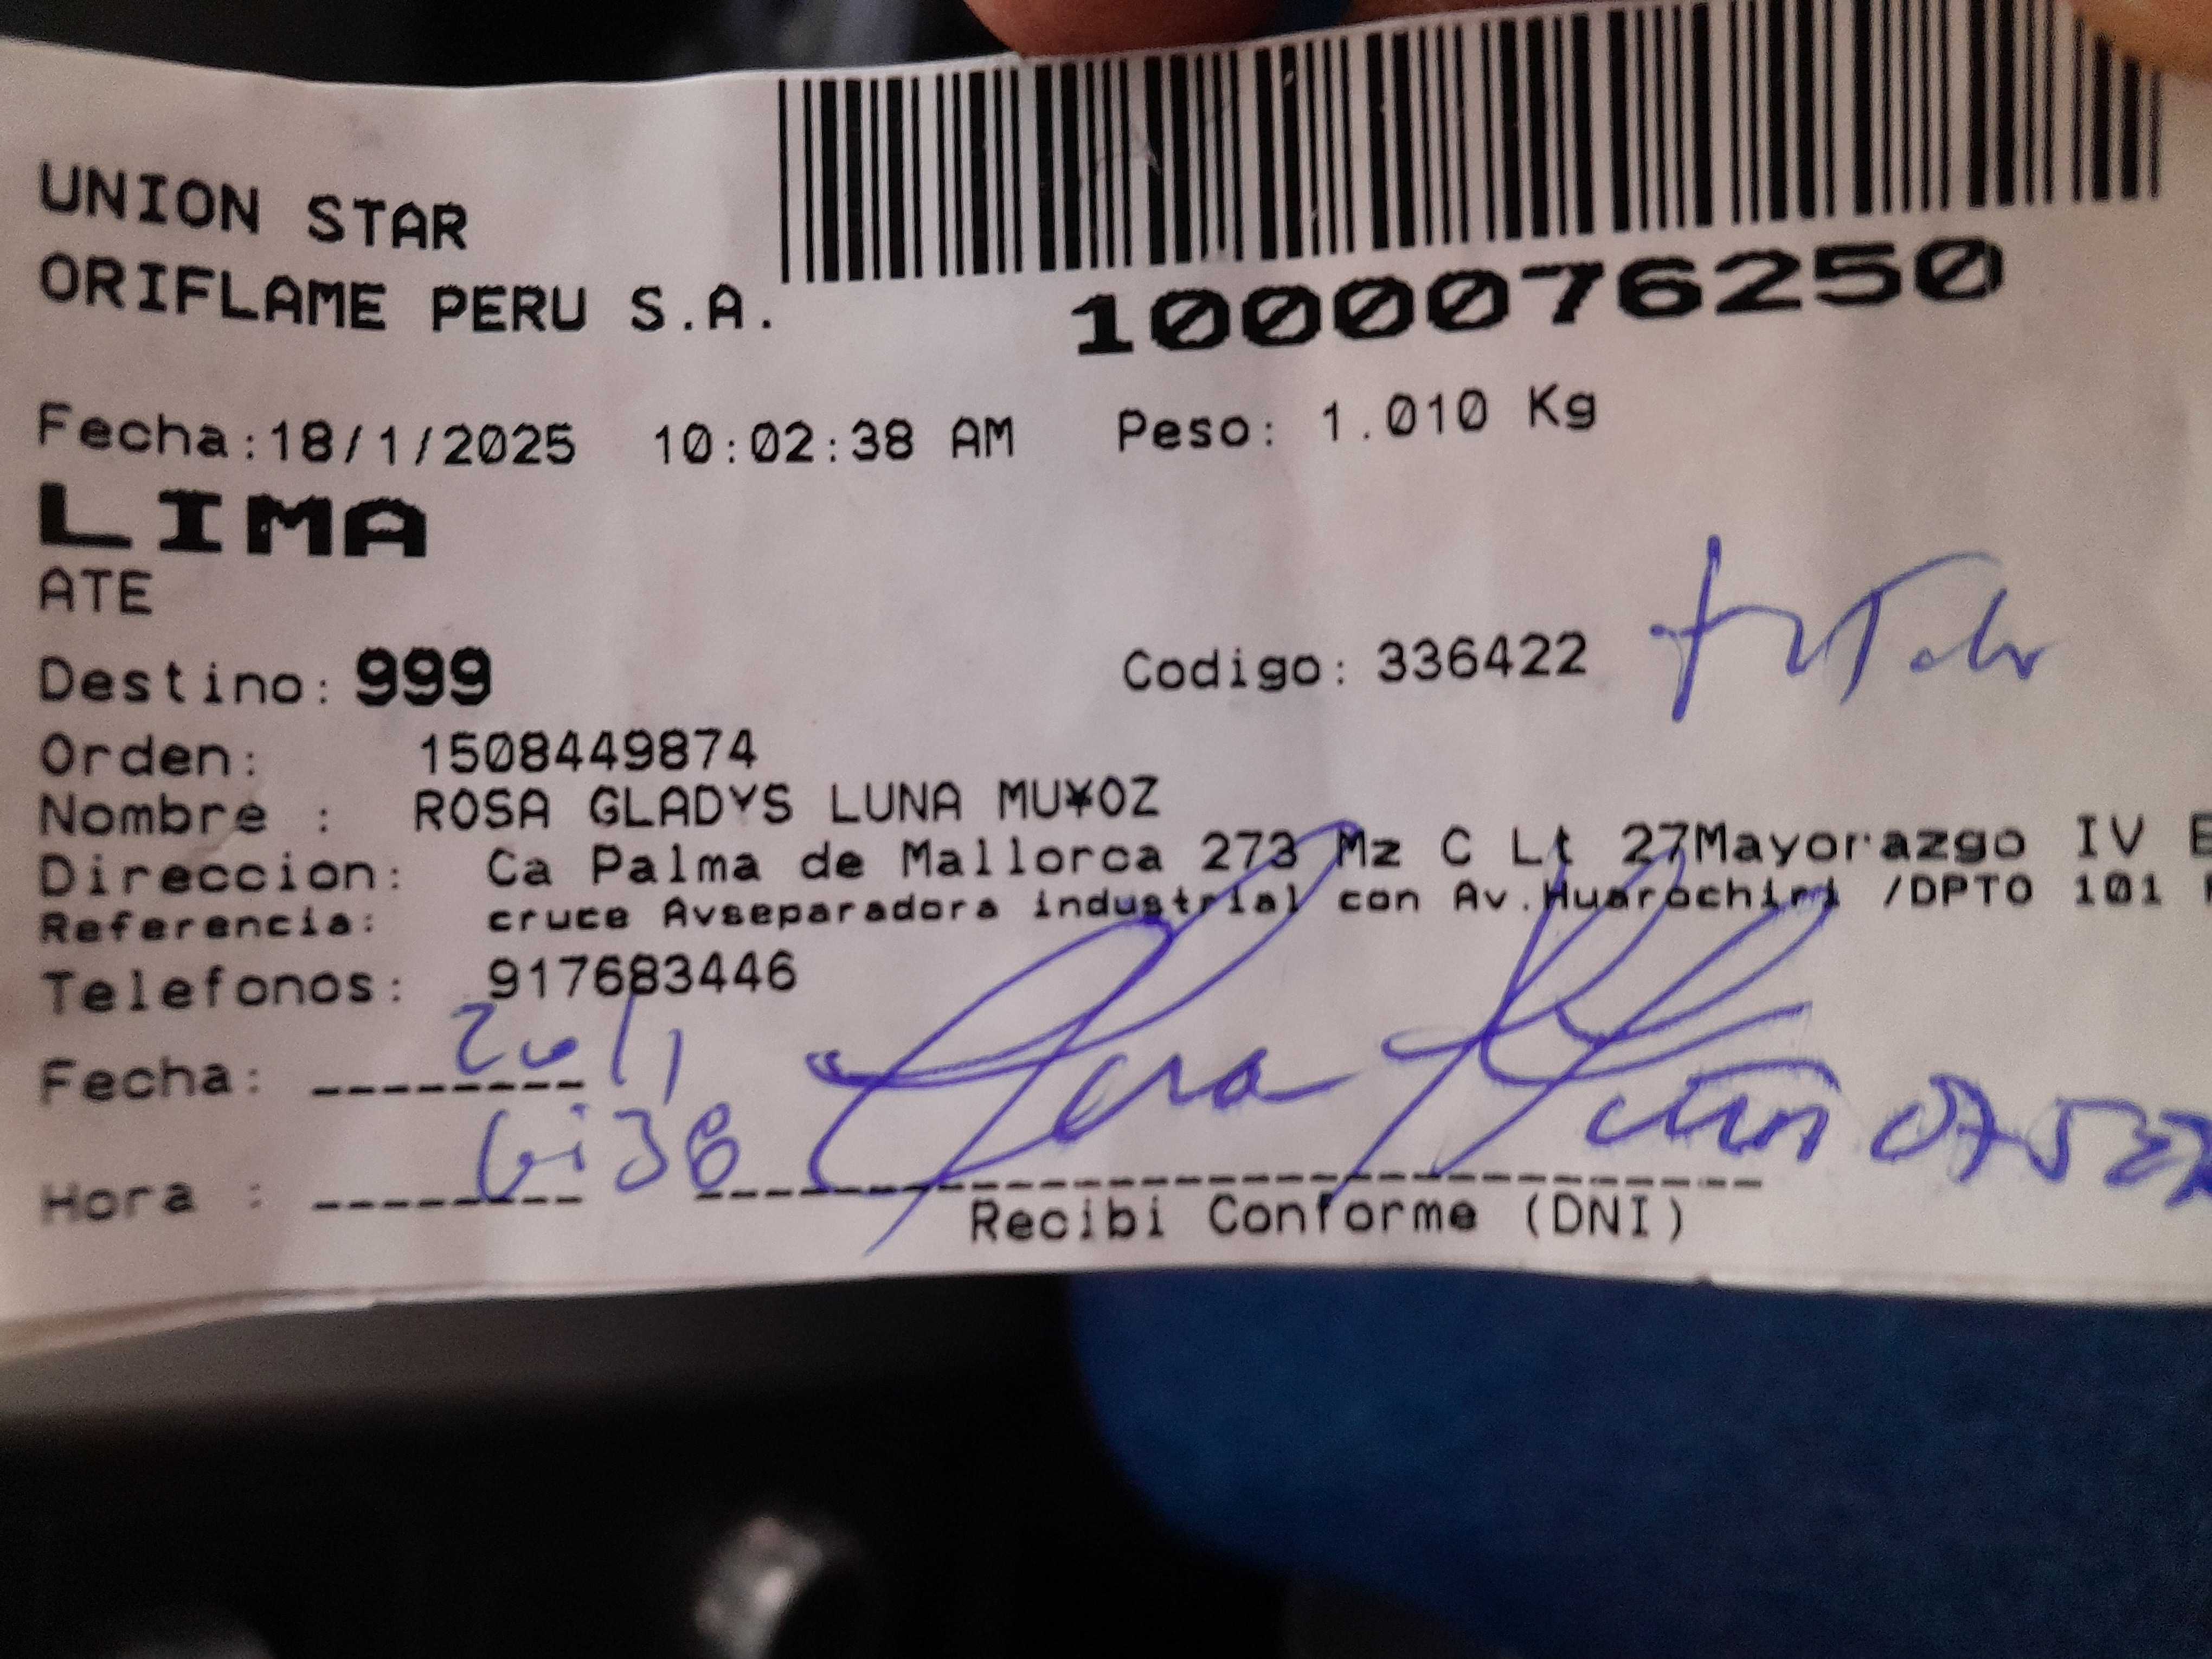 UNION STAR
ORIFLAME PERU S.A.
1000076250
Fecha:18/1/2025 10:02:38 AM Peso: 1.010 Kg
LIMA
ATE
Destino: 999 Codigo: 336422
Orden: 1508449874
Nombre : ROSA GLADYS LUNA MU¥OZ
Direccion: Ca Palma de Mallorca 273 Mz C Lt 27Mayorazgo IV E
Referencia: cruce Avseparadora industrial con Av.Huarochiri /DPTO 101
Telefonos: 917683446
Fecha:
Hora :
Recibi Conforme (DNI)